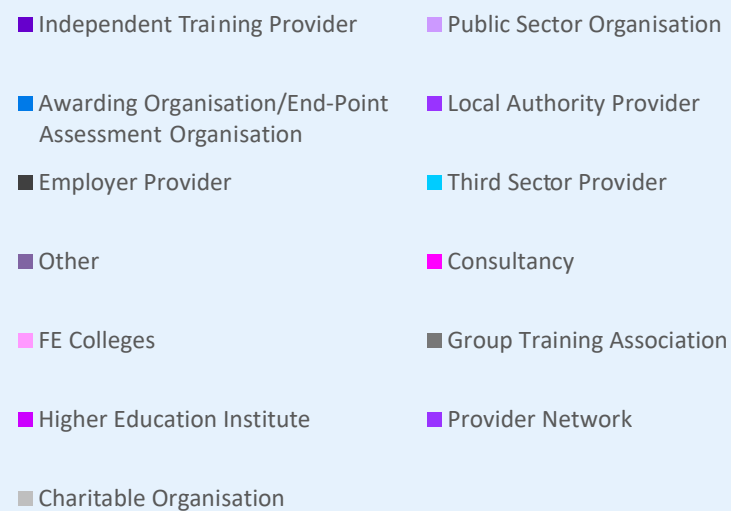 Independent Training Provider
Public Sector Organisation
Awarding Organisation/End-Point
Assessment Organisation
Local Authority Provider
Employer Provider
Third Sector Provider
Other
Consultancy
FE Colleges
Group Training Association
Higher Education Institute
Provider Network
Charitable Organisation